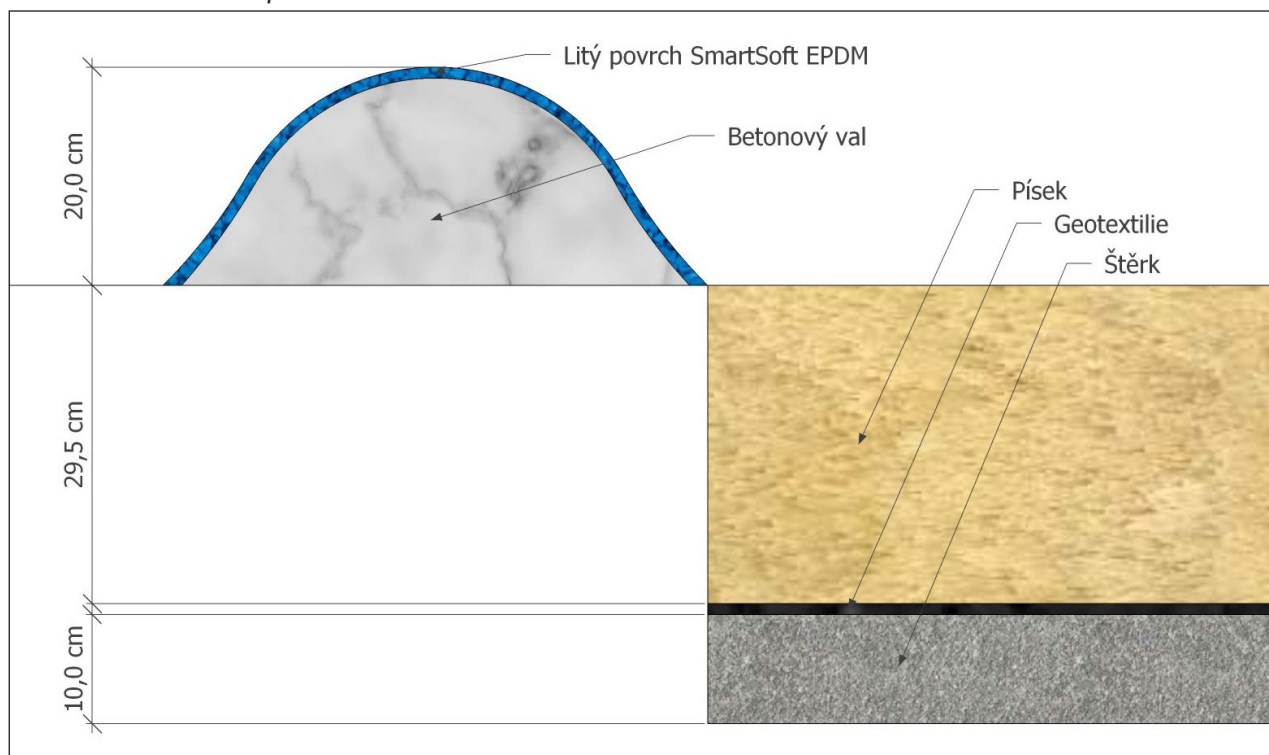 Litý povrch SmartSoft EPDM
Betonový val
20,0 cm
Písek
Geotextilie
Štěrk
29,5 cm
10,0 cm